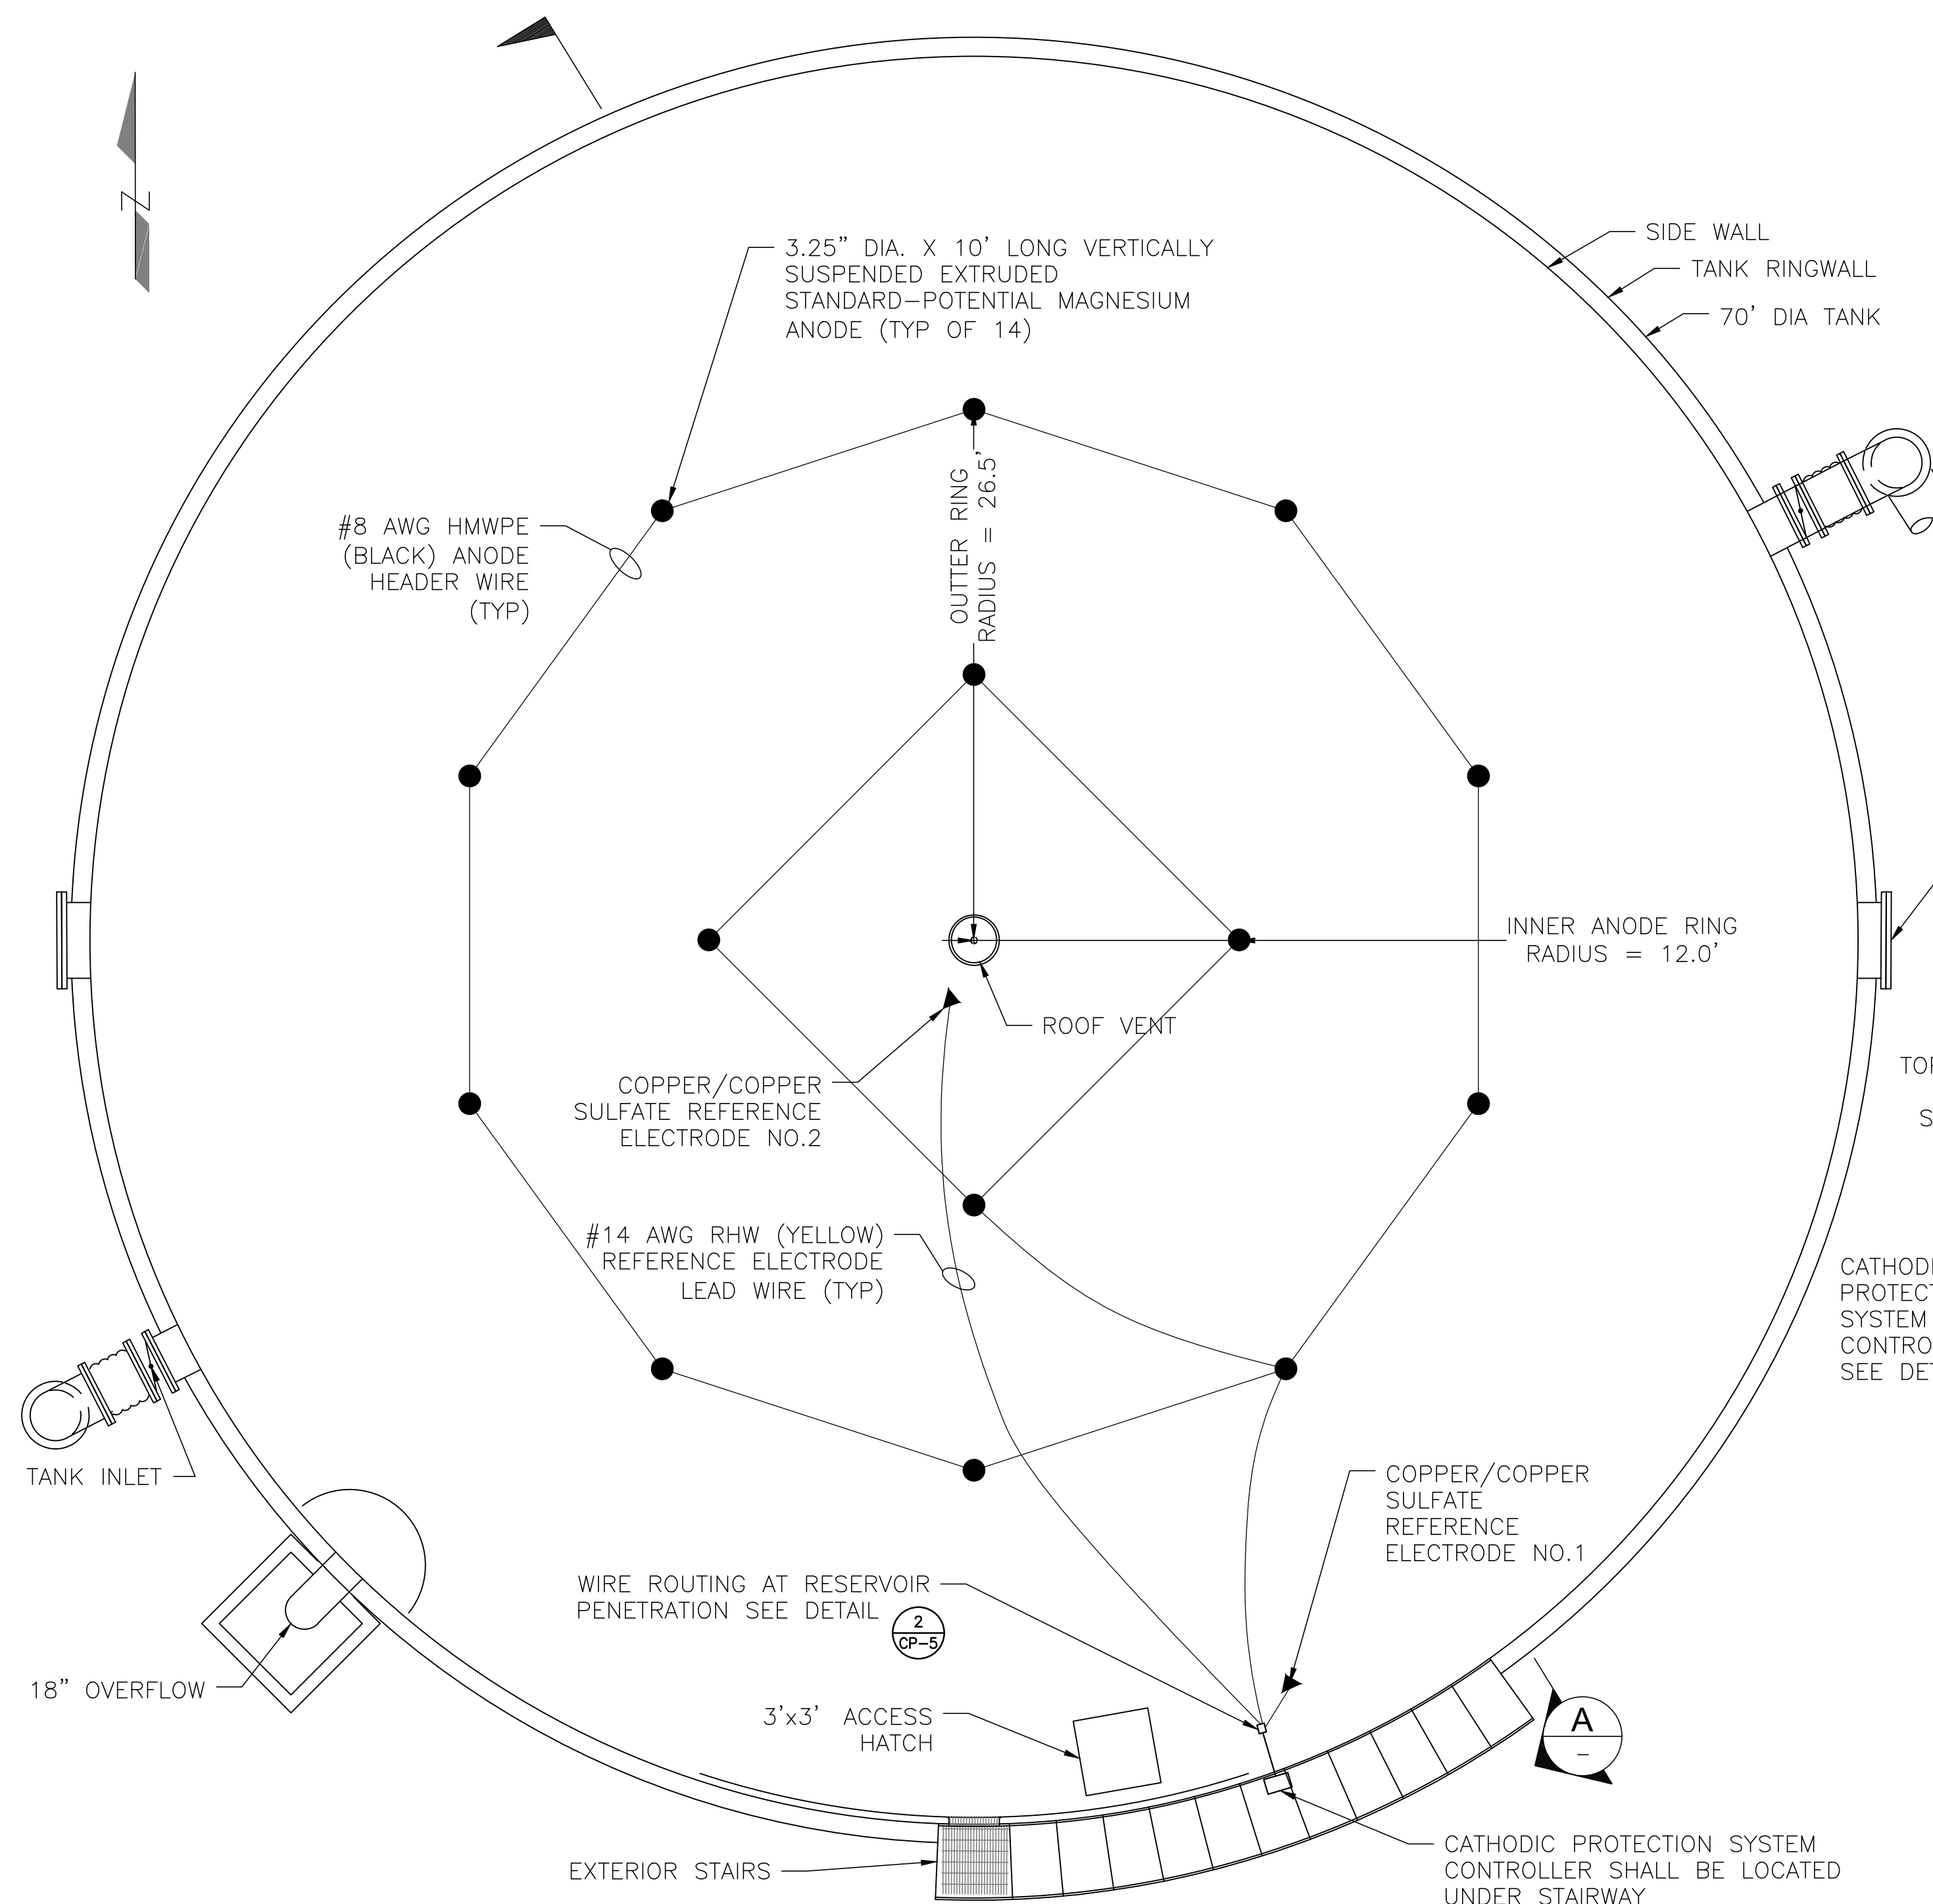 N
3.25" DIA. X 10' LONG VERTICALLY
SUSPENDED EXTRUDED
STANDARD-POTENTIAL MAGNESIUM
ANODE (TYP OF 14)
SIDE WALL
TANK RINGWALL
70' DIA TANK
#8 AWG HMWPE
(BLACK) ANODE
HEADER WIRE
(TYP)
OUTTER RING
RADIUS = 26.5'
INNER ANODE RING
RADIUS = 12.0'
ROOF VENT
COPPER/COPPER
SULFATE REFERENCE
ELECTRODE NO.2
#14 AWG RHW (YELLOW)
REFERENCE ELECTRODE
LEAD WIRE (TYP)
SYSTEM
TANK INLET
COPPER/COPPER
SULFATE
REFERENCE
ELECTRODE NO.1
WIRE ROUTING AT RESERVOIR
PENETRATION SEE DETAIL
2
CP-5
18" OVERFLOW
3'x3' ACCESS
HATCH
A
-
EXTERIOR STAIRS
CATHODIC PROTECTION SYSTEM
CONTROLLER SHALL BE LOCATED
UNDER STAIRWAY